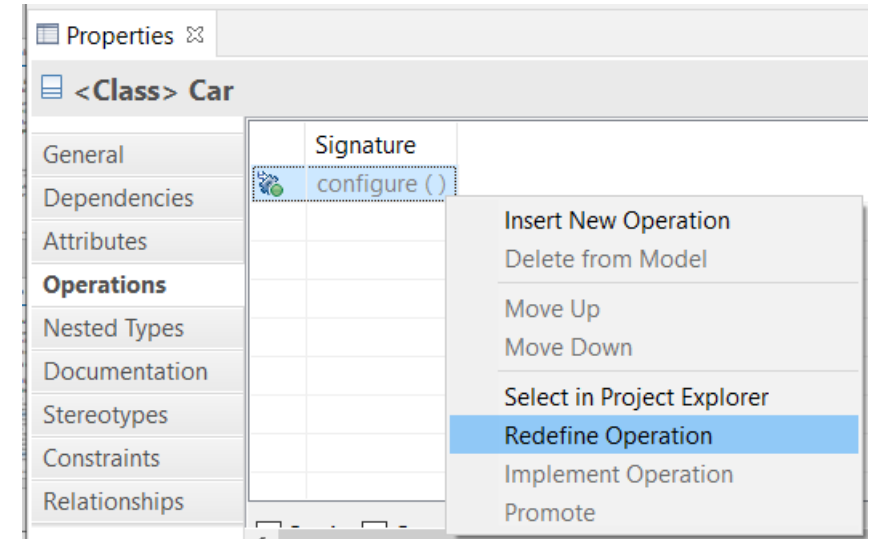 Properties
<Class> Car
General
Dependencies
Attributes
Operations
Nested Types
Documentation
Stereotypes
Constraints
Relationships
Signature
configure ( )
Insert New Operation
Delete from Model
Move Up
Move Down
Select in Project Explorer
Redefine Operation
Implement Operation
Promote